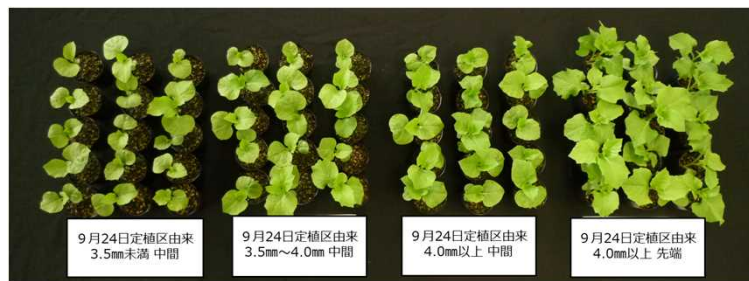 ９月24日定植区由来
3.5㎜未満 中間
９月24日定植区由来
3.5㎜～4.0㎜ 中間
９月24日定植区由来
4.0㎜以上 中間
９月24日定植区由来
4.0㎜以上 先端